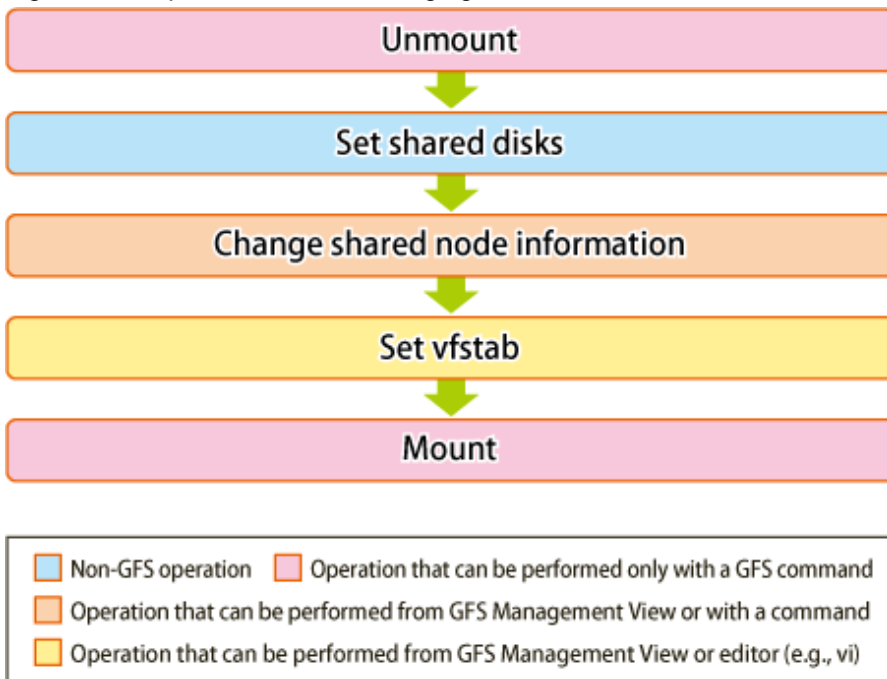 Unmount
Set shared disks
Change shared node information
Set vfstab
Mount
Non-GFS operation Operation that can be performed only with a GFS command
Operation that can be performed from GFS Management View or with a command
Operation that can be performed from GFS Management View or editor (e.g., vi)